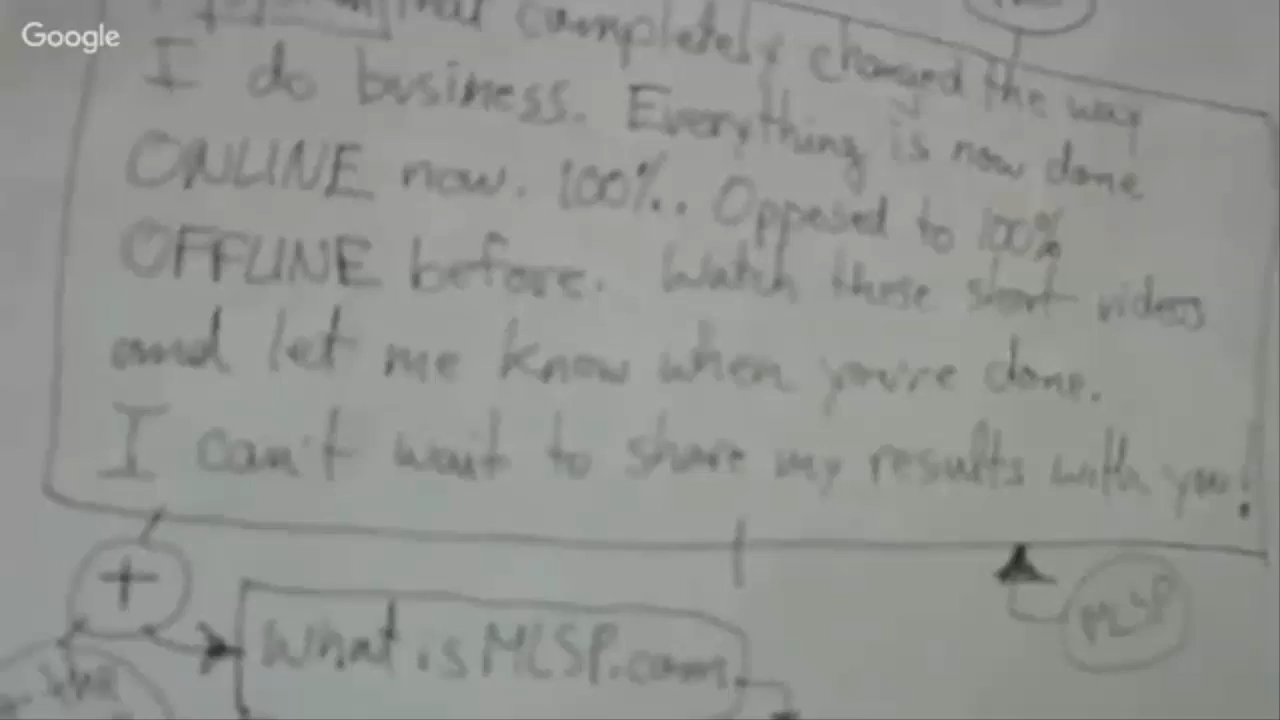 Google
that completely changed the way
I do business. Everything is now done
ONLINE now. 100%. Opposed to 100%
OFFLINE before. Watch these short videos
and let me know when you're done.
I can't wait to share my results with you!
+
MLSP
What is MLSP.com